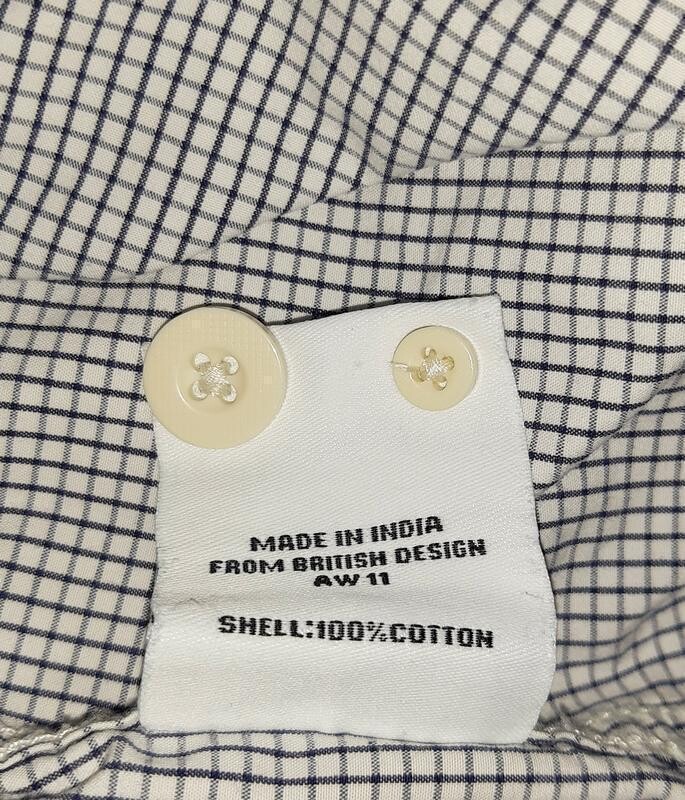 MADE IN INDIA
FROM BRITISH DESIGN
AW 11
SHELL:100%COTTON